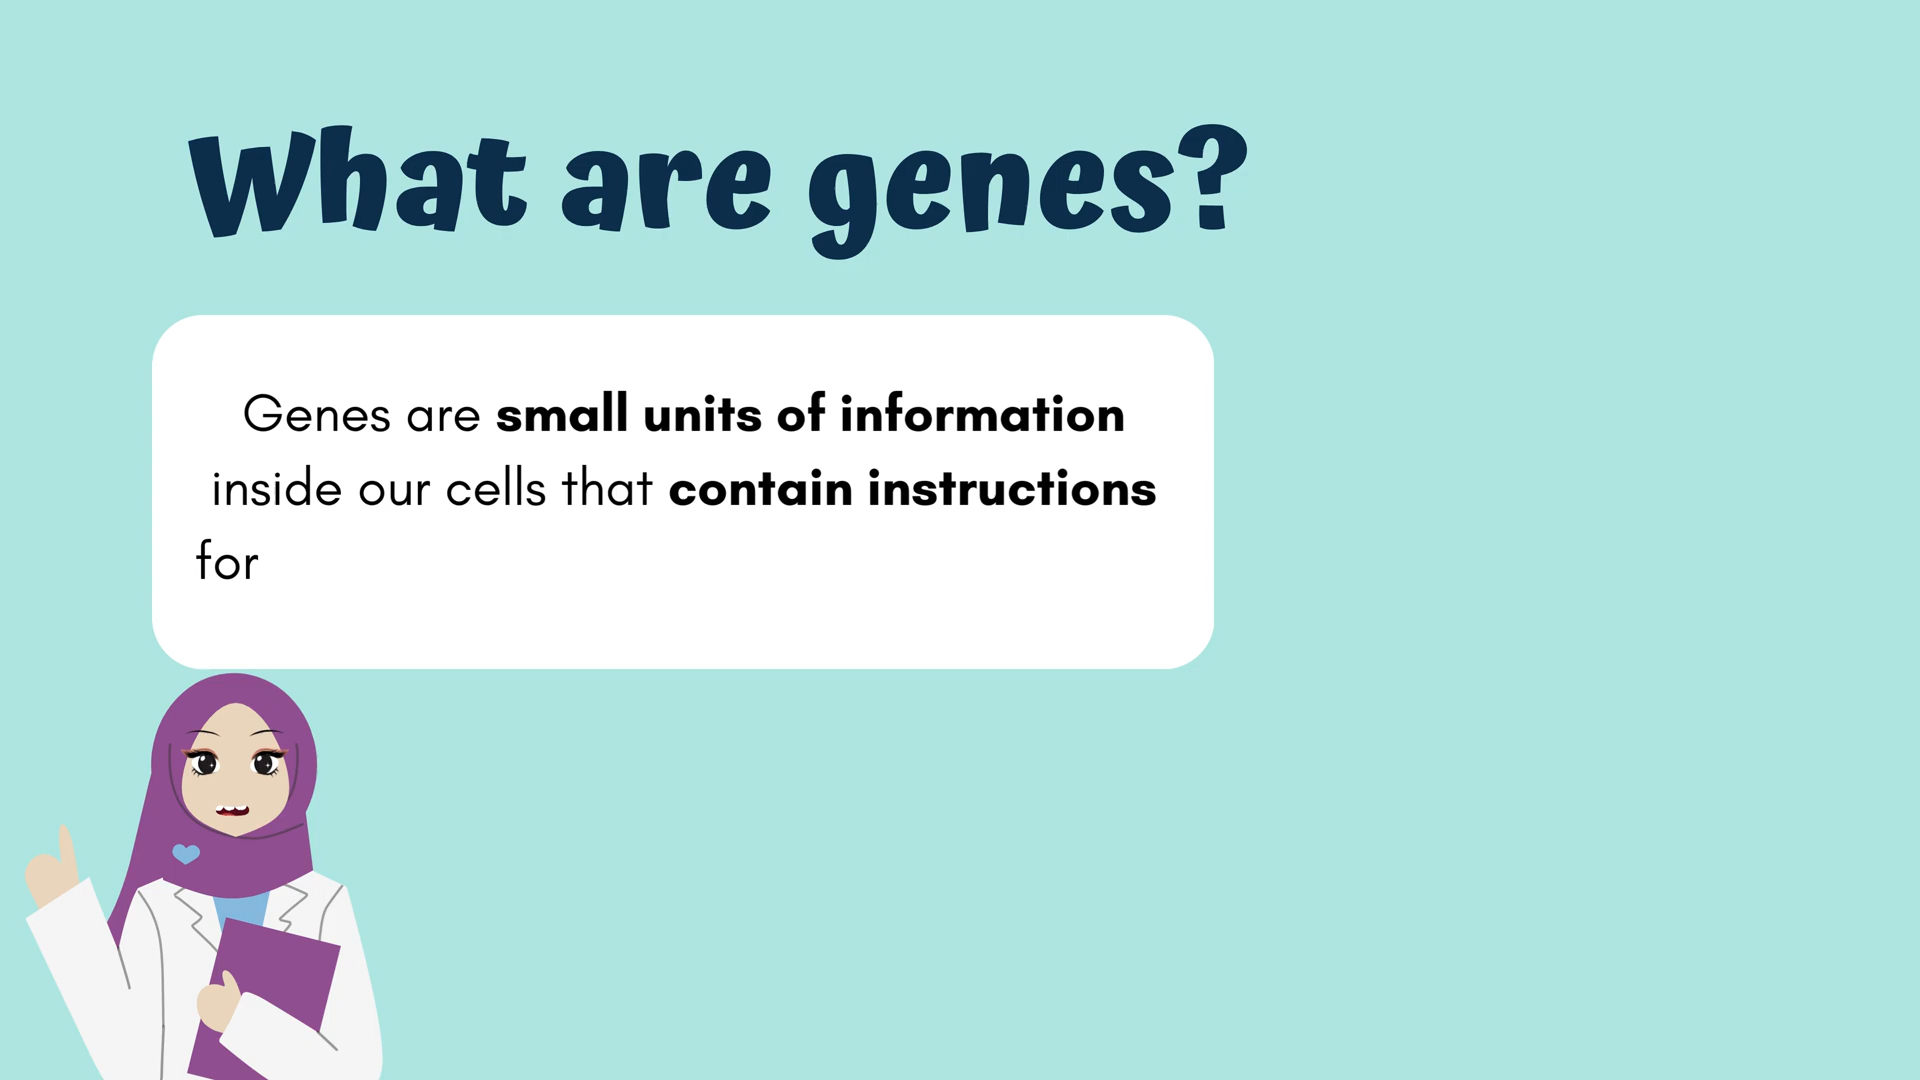 What are genes?
Genes are small units of information
inside our cells that contain instructions
for